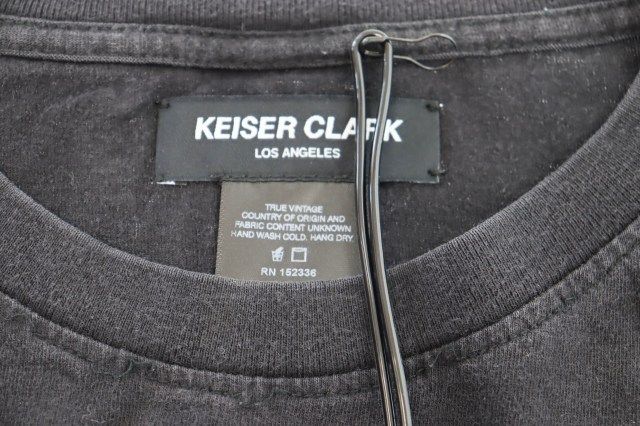 KEISER CLARK
LOS ANGELES
TRUE VINTAGE
COUNTRY OF ORIGIN AND
FABRIC CONTENT UNKNOWN
HAND WASH COLD. HANG DRY.
RN 152336